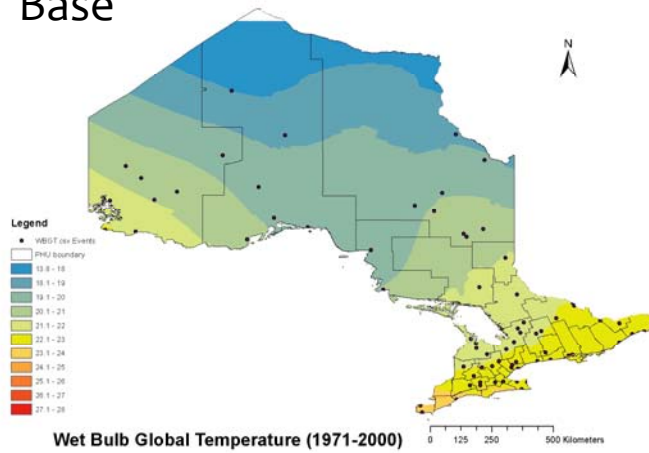 Base
N
Legend
WBGT.csv Events
PHU boundary
13.8 - 18
18.1 - 19
19.1 - 20
20.1 - 21
21.1 - 22
22.1 - 23
23.1 - 24
24.1 - 25
25.1 - 26
26.1 - 27
27.1 - 28
Wet Bulb Global Temperature (1971-2000)
0 125 250 500 Kilometers